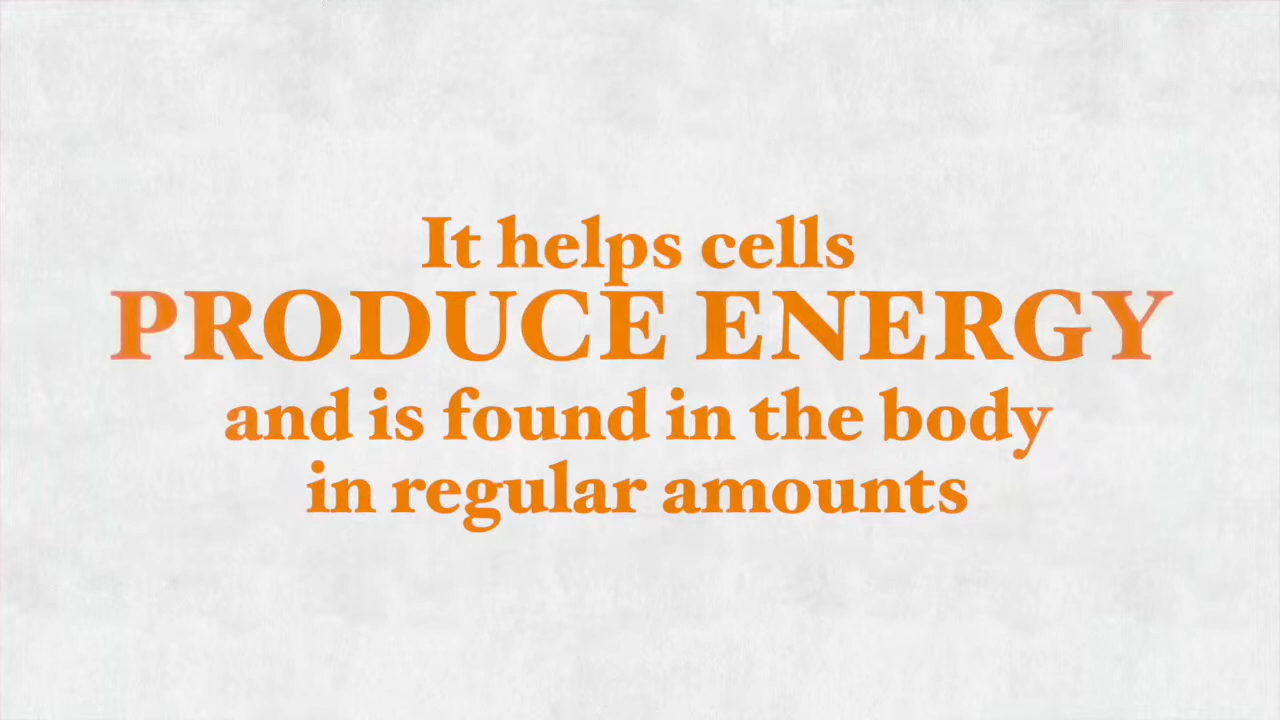 It helps cells
PRODUCE ENERGY
and is found in the body
in regular amounts